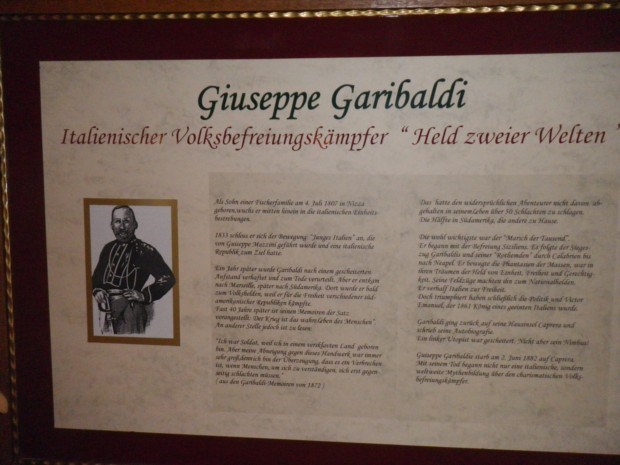 Giuseppe Garibaldi
Italienischer Volksbefreiungskämpfer “ Held zweier Welten ”
Als Sohn einer Fischerfamilie am 4. Juli 1807 in Nizza
geboren, wuchs er mitten hinein in die italienischen Einheits-
bestrebungen.
1833 schloss er sich der Bewegung "Junges Italien" an, die
von Giuseppe Mazzini geführt wurde und eine italienische
Republik zum Ziel hatte.
Ein Jahr später wurde Garibaldi nach einem gescheiterten
Aufstand verhaftet und zum Tode verurteilt. Aber er entkam
nach Marseille, später nach Südamerika. Dort wurde er bald
zum Volkshelden, weil er für die Freiheit verschiedener süd-
amerikanischer Republiken kämpfte.
Fast 40 Jahre später ist seinen Memoren der Satz
vorangestellt: Der Krieg ist das wahre Leben des Menschen".
An anderer Stelle jedoch ist zu lesen:
"Ich war Soldat, weil ich in einem versklavten Land geboren
bin. Aber meine Abneigung gegen dieses Handwerk war immer
sehr groß, denn ich bin der Überzeugung, dass es ein Verbrechen
ist, wenn Menschen, um sich zu verständigen, sich erst gegen-
seitig schlachten müssen."
( aus den Garibaldi-Memoiren von 1872 )
Das hatte den widersprüchlichen Abenteurer nicht davon ab-
gehalten in seinem Leben über 50 Schlachten zu schlagen.
Die Hälfte in Südamerika, die andere zu Hause.
Die wohl wichtigste war der "Marsch der Tausend".
Er begann mit der Befreiung Siziliens. Es folgte der Sieges-
zug Garibaldis und seiner "Rothemden" durch Calabrien bis
nach Neapel. Er bewegte die Phantasien der Massen, war in
ihren Träumen der Held von Einheit, Freiheit und Gerechtig-
keit. Seine Feldzüge machten ihn zum Nationalhelden.
Er verhalf Italien zur Freiheit.
Doch triumphiert haben schließlich die Politik und Victor
Emanuel, der 1861 König eines geeinten Italiens wurde.
Garibaldi ging zurück auf seine Hausinsel Caprera und
schrieb seine Autobiografie.
Ein linker Utopist war gescheitert. Nicht aber sein Nimbus.
Giuseppe Garibaldi starb am 2. Juni 1882 auf Caprera.
Mit seinem Tod begann nicht nur eine italienische, sondern
weltweite Mythenbildung über den charismatischen Volks-
befreiungskämpfer.